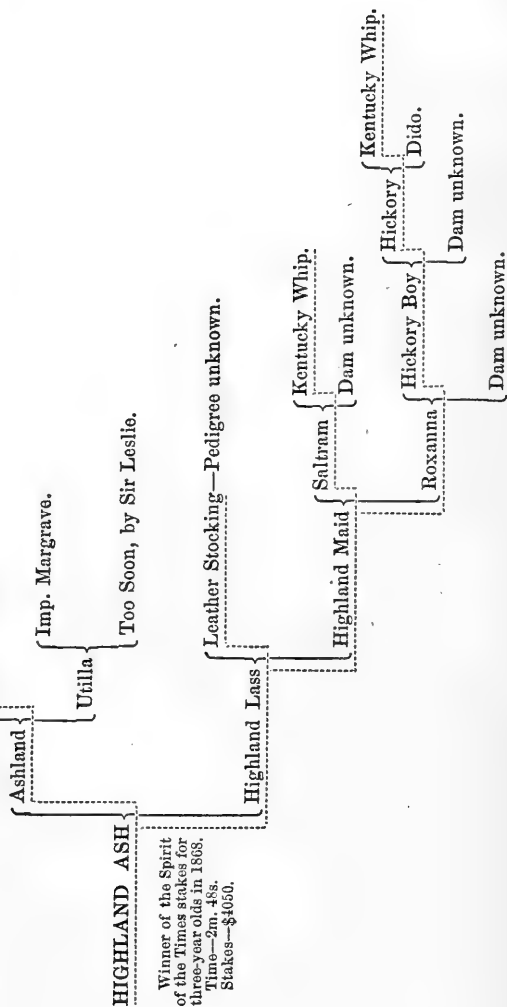 Ashland
Imp. Margrave.
Utilla
Too Soon, by Sir Leslie.
HIGHLAND ASH
Winner of the Spirit
of the Times stakes for
three-year olds in 1868.
Time—2m. 48s.
Stakes—$4050.
Leather Stocking—Pedigree unknown.
Highland Lass
Kentucky Whip.
Saltram
Dam unknown.
Highland Maid
Kentucky Whip.
Hickory
Dido.
Hickory Boy
Dam unknown.
Roxanna
Dam unknown.